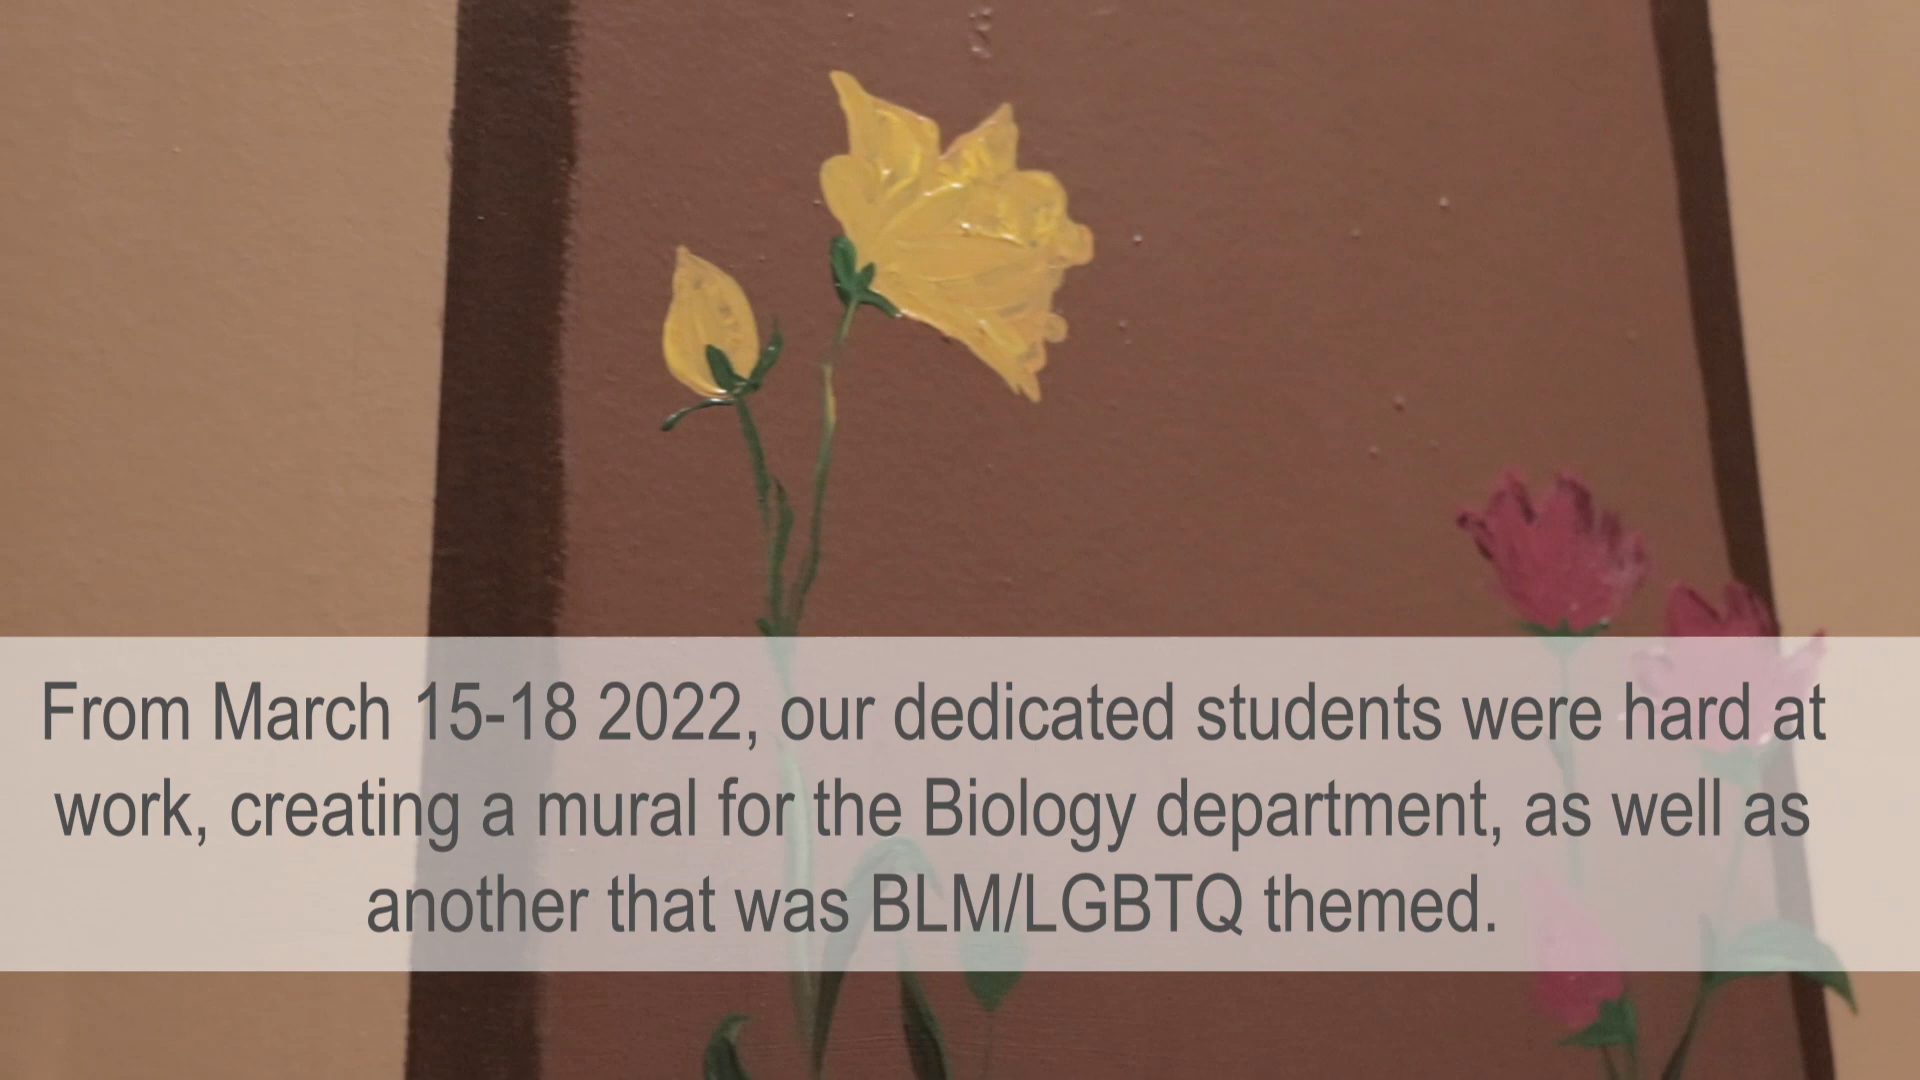 From March 15-18 2022, our dedicated students were hard at
work, creating a mural for the Biology department, as well as
another that was BLM/LGBTQ themed.